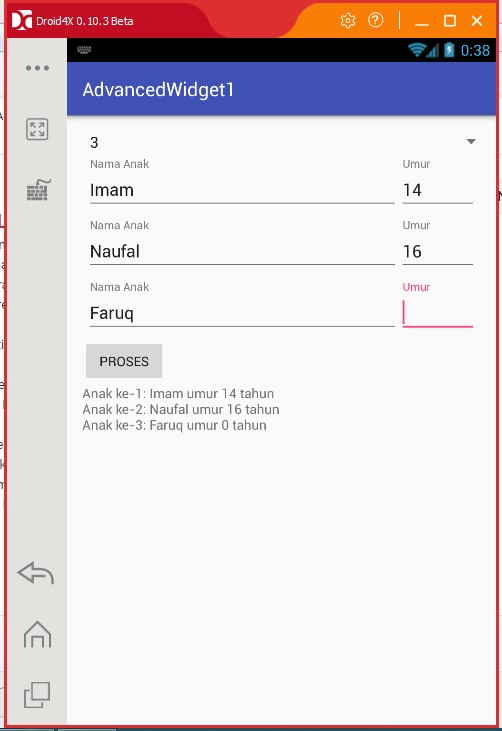 Droid4X 0.10.3 Beta
0:38
AdvancedWidget1
3
Nama Anak Umur
Imam 14
Nama Anak Umur
Naufal 16
Nama Anak Umur
Faruq
PROSES
Anak ke-1: Imam umur 14 tahun
Anak ke-2: Naufal umur 16 tahun
Anak ke-3: Faruq umur 0 tahun